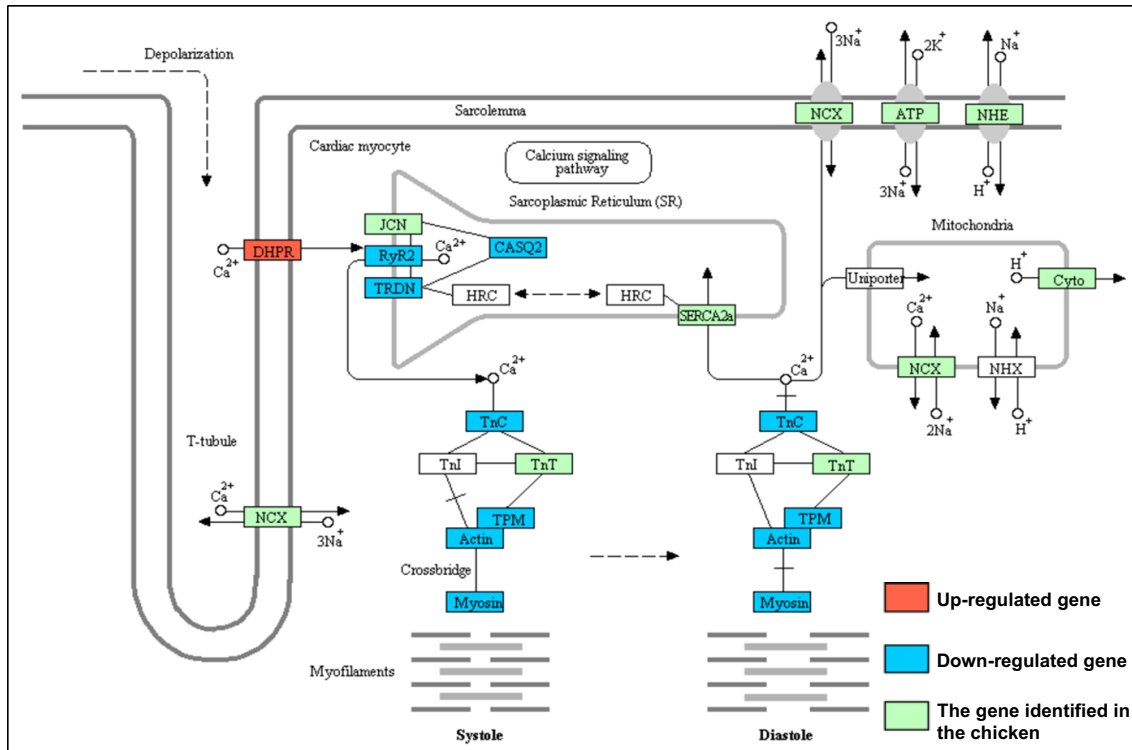 Depolarization
3Na+
2K+
Na+
NCX
ATP
NHE
Sarcolemma
Cardiac myocyte
Calcium signaling
pathway
3Na+
H+
Sarcoplasmic Reticulum (SR)
Mitochondria
JCN
Ca2+
CASQ2
DHPR
RyR2
Ca2+
TRDN
HRC
HRC
SERCA2a
Uniporter
H+
Cyto
Ca2+
Na+
NCX
NHX
2Na+
H+
Ca2+
Ca2+
TnC
TnC
T-tubule
TnI
TnT
TnI
TnT
Ca2+
NCX
3Na+
TPM
Actin
TPM
Actin
Crossbridge
Myosin
Myosin
Up-regulated gene
Down-regulated gene
The gene identified in
the chicken
Myofilaments
Systole
Diastole